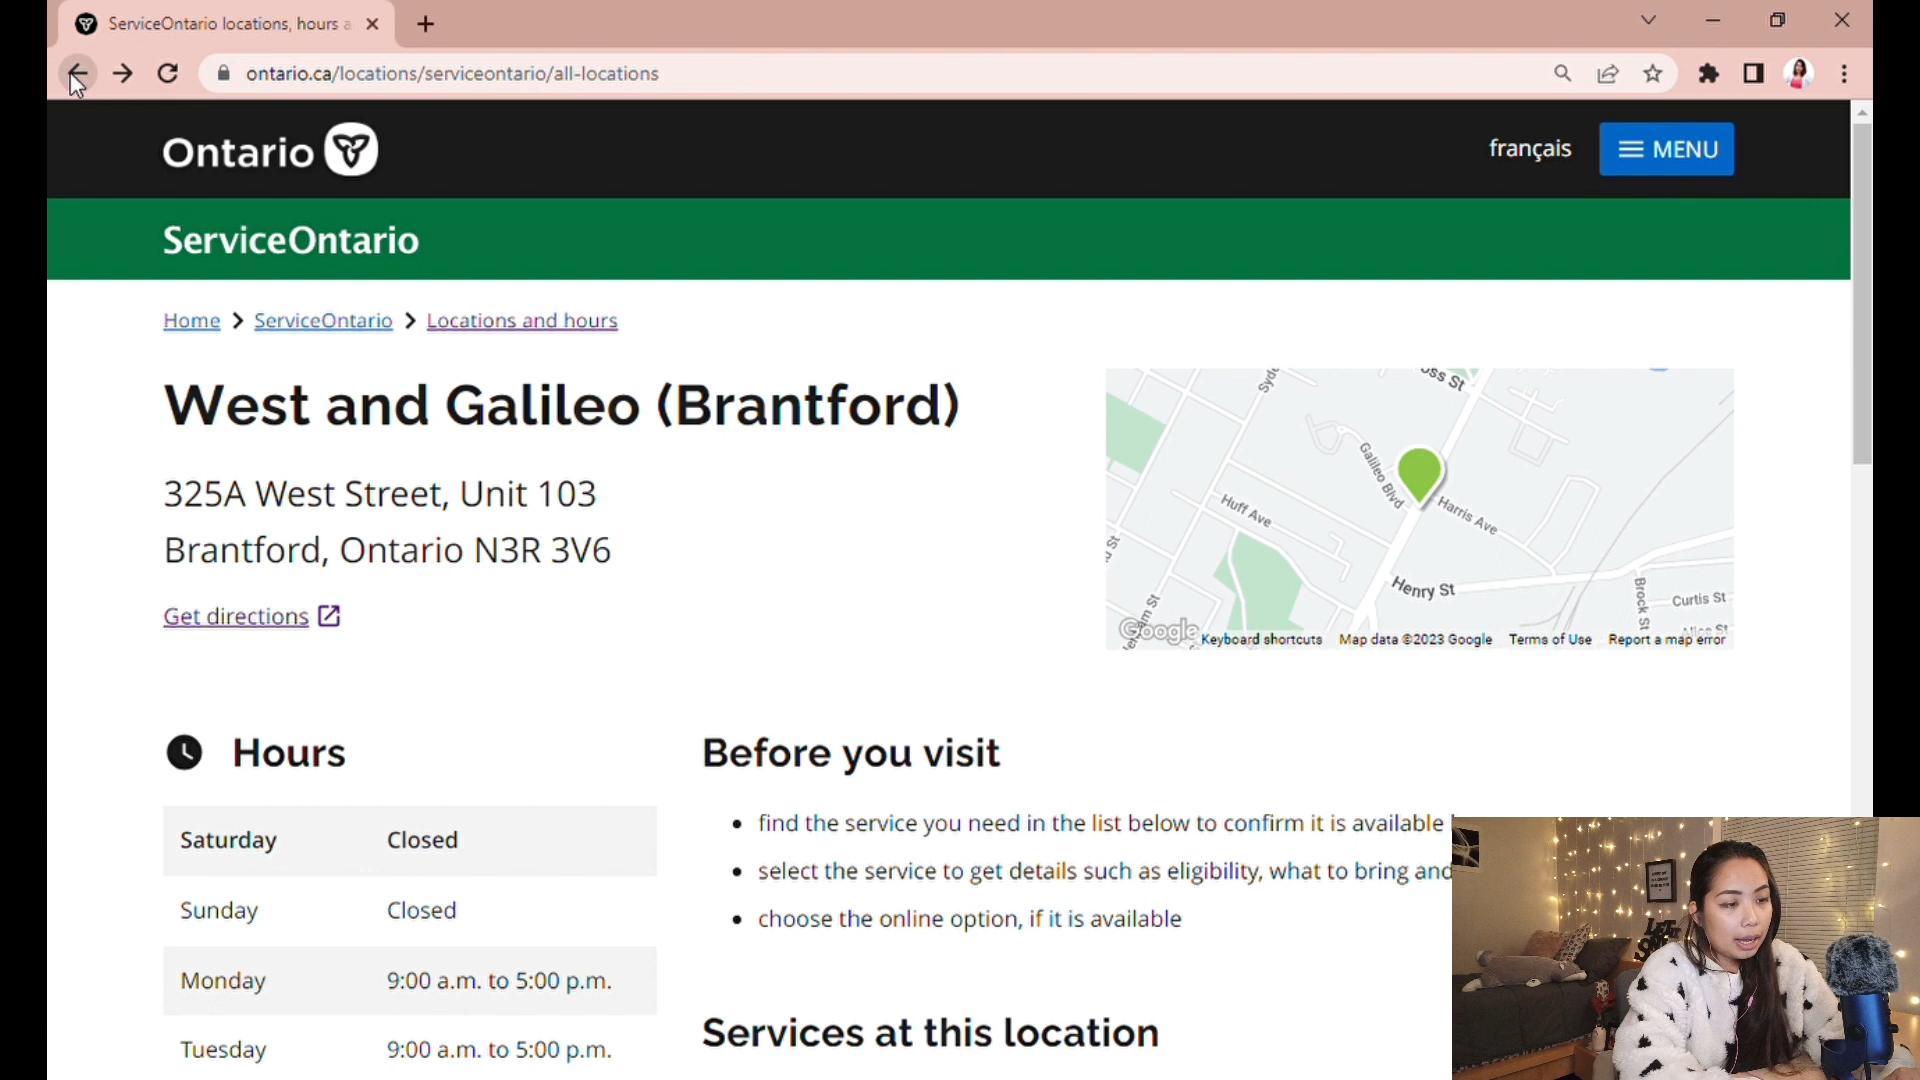 ServiceOntario locations, hours a
ontario.ca/locations/serviceontario/all-locations
Ontario
français
MENU
ServiceOntario
Home > ServiceOntario > Locations and hours
West and Galileo (Brantford)
325A West Street, Unit 103
Brantford, Ontario N3R 3V6
Get directions
Galileo Blvd
Harris Ave
Huff Ave
Henry St
Brock St
Curtis St
Google
Keyboard shortcuts
Map data ©2023 Google
Terms of Use
Report a map error
Hours
Saturday Closed
Sunday Closed
Monday 9:00 a.m. to 5:00 p.m.
Tuesday 9:00 a.m. to 5:00 p.m.
Before you visit
• find the service you need in the list below to confirm it is available
• select the service to get details such as eligibility, what to bring and
• choose the online option, if it is available
Services at this location